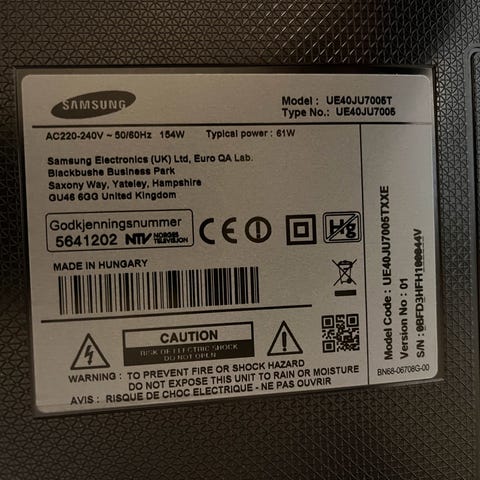 SAMSUNG
Model : UE40JU7005T
Type No.: UE40JU7005
AC220-240V ~ 50/60Hz 154W Typical power : 61W
Samsung Electronics (UK) Ltd, Euro QA Lab.
Blackbushe Business Park
Saxony Way, Yateley, Hampshire
GU46 6GG United Kingdom
Godkjenningsnummer
5641202 NTV NORGES TELEVISJON
CE
Hg
MADE IN HUNGARY
CAUTION
RISK OF ELECTRIC SHOCK
DO NOT OPEN
WARNING : TO PREVENT FIRE OR SHOCK HAZARD
DO NOT EXPOSE THIS UNIT TO RAIN OR MOISTURE
AVIS : RISQUE DE CHOC ELECTRIQUE - NE PAS OUVRIR
Model Code : UE40JU7005TXXE
Version No : 01
S/N :
BN68-06708G-00